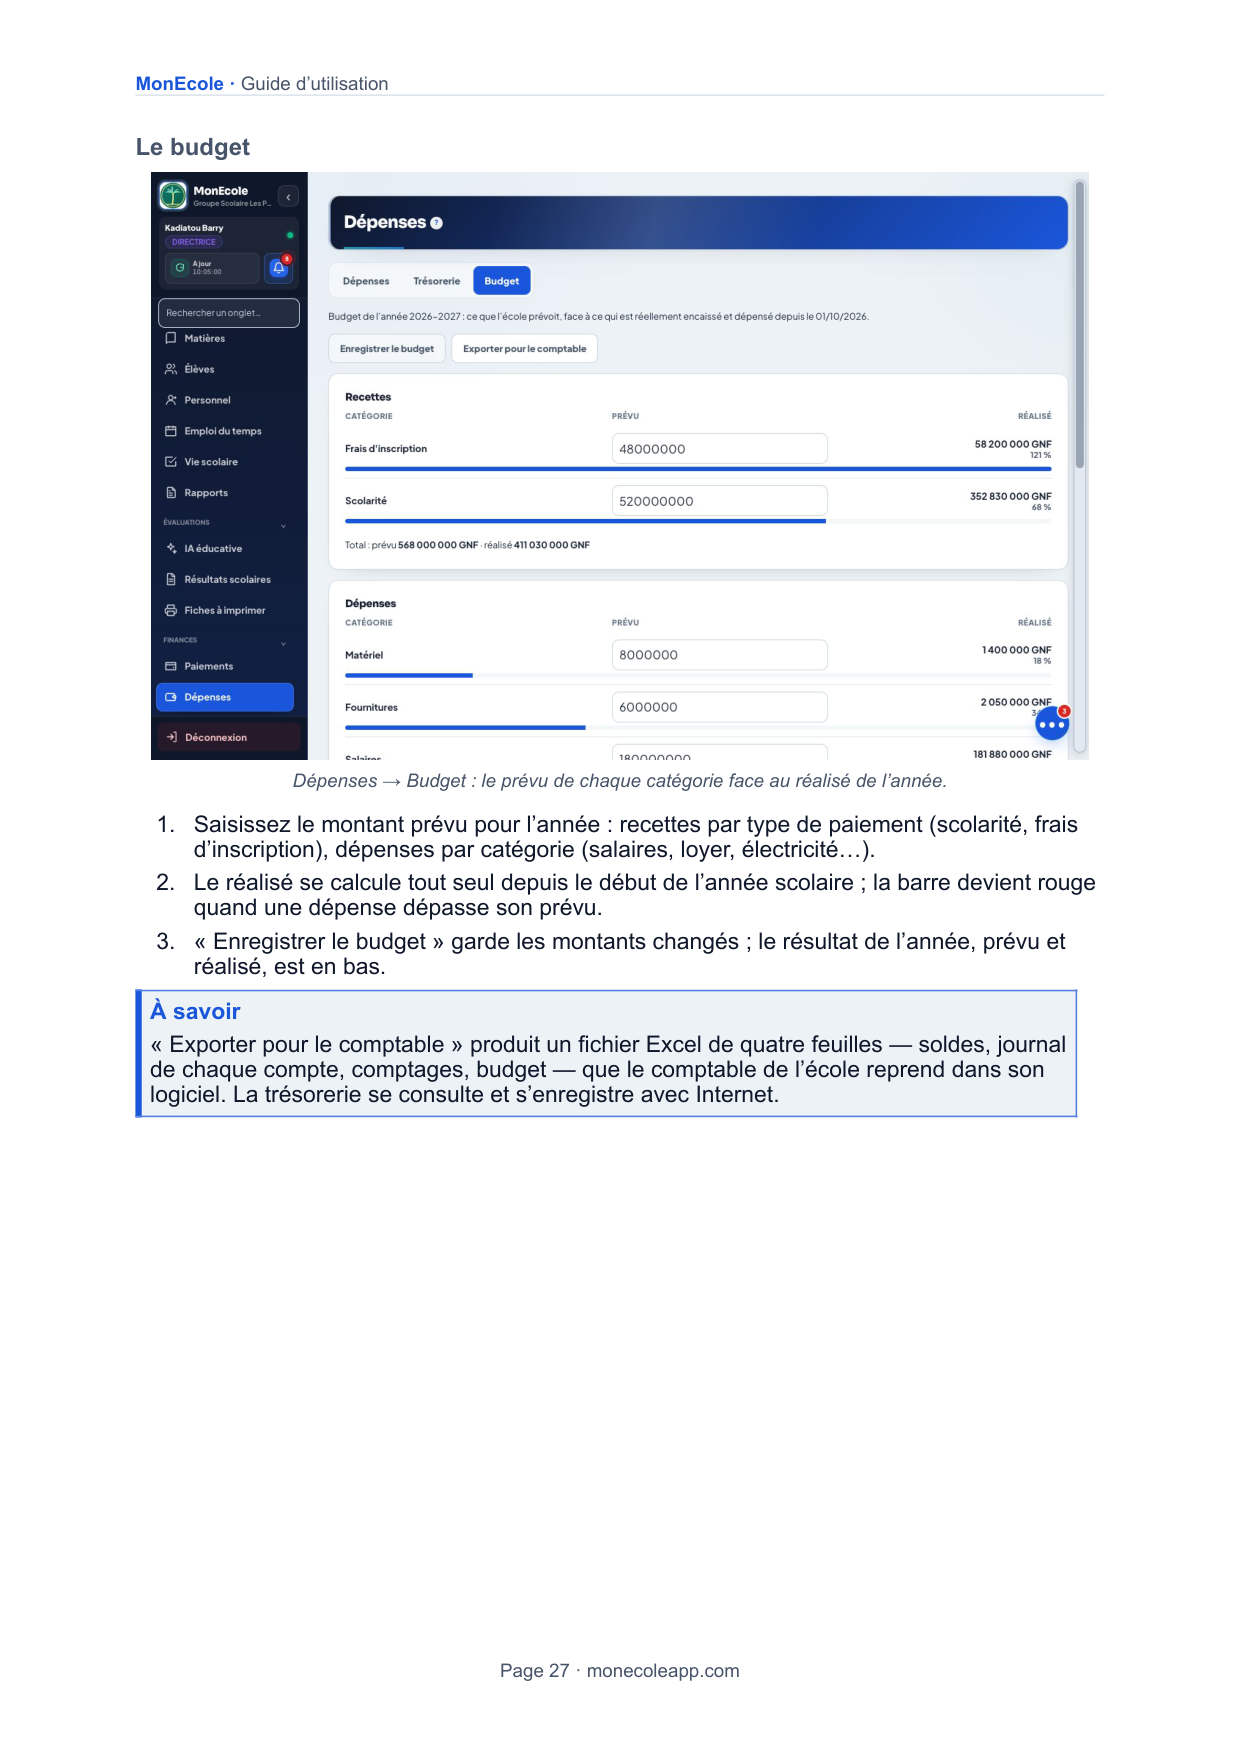 MonEcole · Guide d’utilisation
Le budget
MonEcole
Groupe Scolaire Les P...
Kadiatou Barry
DIRECTRICE
À jour
10:05:00
8
Rechercher un onglet...
Matières
Élèves
Personnel
Emploi du temps
Vie scolaire
Rapports
ÉVALUATIONS
IA éducative
Résultats scolaires
Fiches à imprimer
FINANCES
Paiements
Dépenses
Déconnexion
Dépenses ?
Dépenses Trésorerie Budget
Budget de l’année 2026–2027 : ce que l’école prévoit, face à ce qui est réellement encaissé et dépensé depuis le 01/10/2026.
Enregistrer le budget Exporter pour le comptable
Recettes
CATÉGORIE PRÉVU RÉALISÉ
Frais d’inscription 48000000 58 200 000 GNF
121 %
Scolarité 520000000 352 830 000 GNF
68 %
Total : prévu 568 000 000 GNF · réalisé 411 030 000 GNF
Dépenses
CATÉGORIE PRÉVU RÉALISÉ
Matériel 8000000 1 400 000 GNF
18 %
Fournitures 6000000 2 050 000 GNF
3
Salaires 180000000 181 880 000 GNF
Dépenses → Budget : le prévu de chaque catégorie face au réalisé de l’année.
1. Saisissez le montant prévu pour l’année : recettes par type de paiement (scolarité, frais
d’inscription), dépenses par catégorie (salaires, loyer, électricité…).
2. Le réalisé se calcule tout seul depuis le début de l’année scolaire ; la barre devient rouge
quand une dépense dépasse son prévu.
3. « Enregistrer le budget » garde les montants changés ; le résultat de l’année, prévu et
réalisé, est en bas.
À savoir
« Exporter pour le comptable » produit un fichier Excel de quatre feuilles — soldes, journal
de chaque compte, comptages, budget — que le comptable de l’école reprend dans son
logiciel. La trésorerie se consulte et s’enregistre avec Internet.
Page 27 · monecoleapp.com